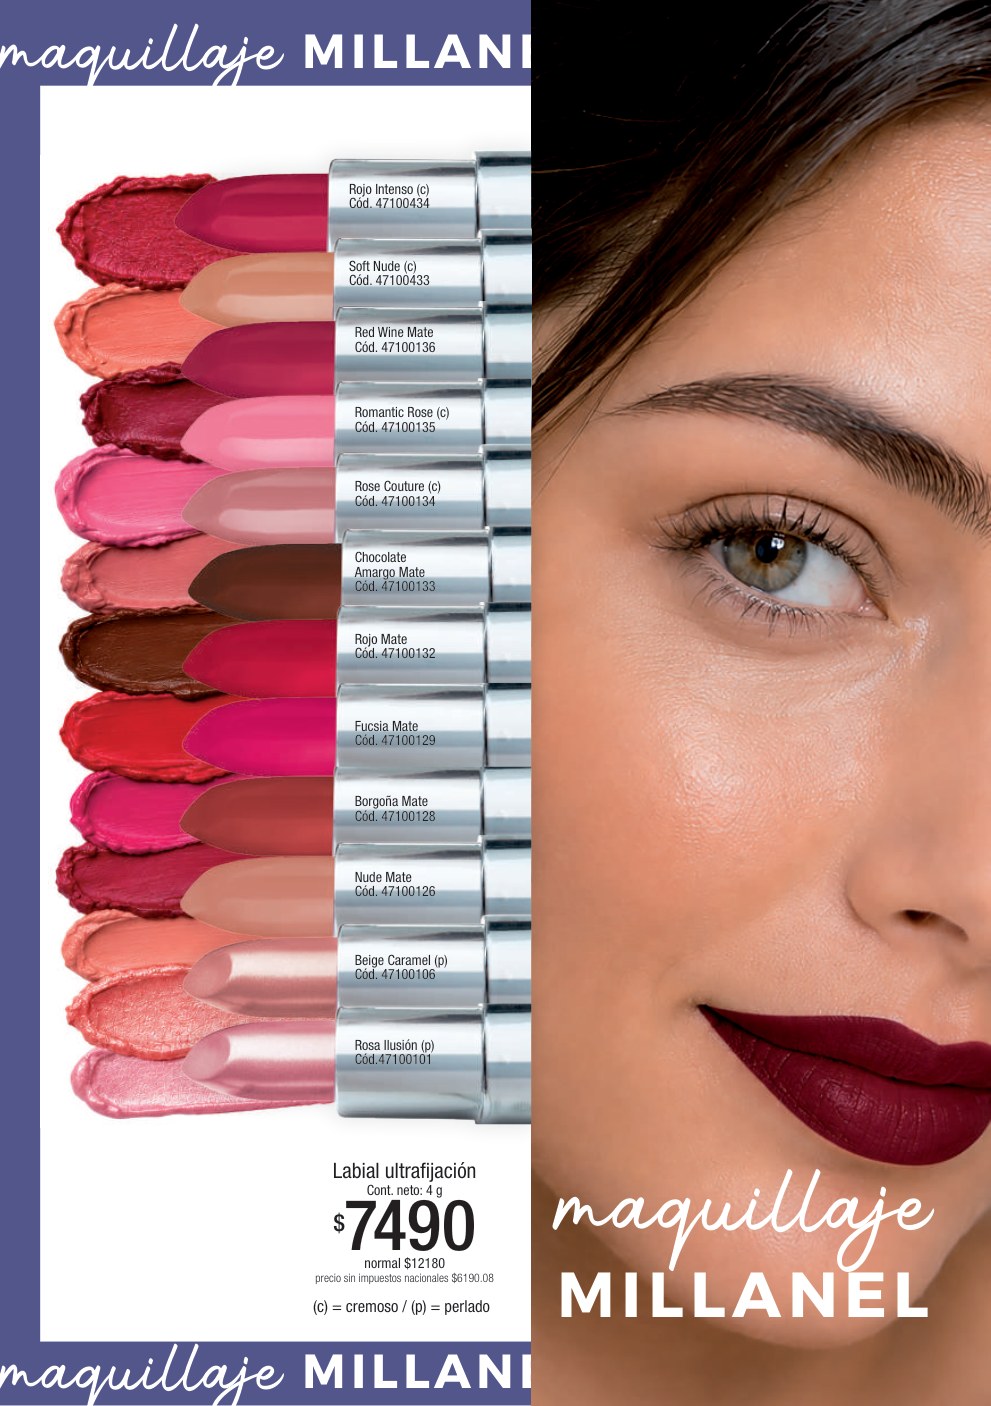 maquillaje MILLANE
Rojo Intenso (c)
Cód. 47100434
Soft Nude (c)
Cód. 47100433
Red Wine Mate
Cód. 47100136
Romantic Rose (c)
Cód. 47100135
Rose Couture (c)
Cód. 47100134
Chocolate
Amargo Mate
Cód. 47100133
Rojo Mate
Cód. 47100132
Fucsia Mate
Cód. 47100129
Borgoña Mate
Cód. 47100128
Nude Mate
Cód. 47100126
Beige Caramel (p)
Cód. 47100106
Rosa Ilusión (p)
Cód.47100101
Labial ultrafijación
Cont. neto: 4 g
$7490
normal $12180
precio sin impuestos nacionales $6190.08
(c) = cremoso / (p) = perlado
maquillaje
MILLANEL
maquillaje MILLANE